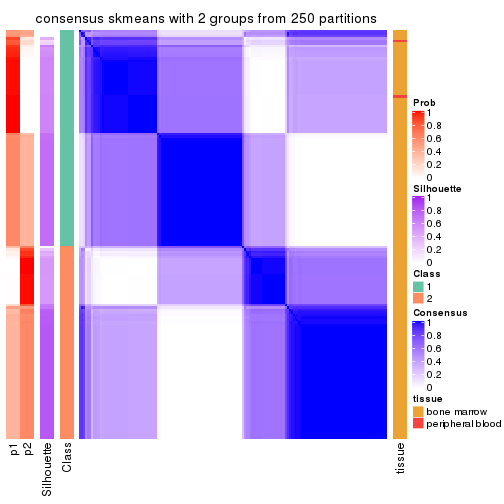 consensus skmeans with 2 groups from 250 partitions
Prob
1
0.8
0.6
0.4
0.2
0
Silhouette
1
0.8
0.6
0.4
0.2
0
Class
1
2
Consensus
1
0.8
0.6
0.4
0.2
0
tissue
bone marrow
peripheral blood
p1
p2
Silhouette
Class
tissue